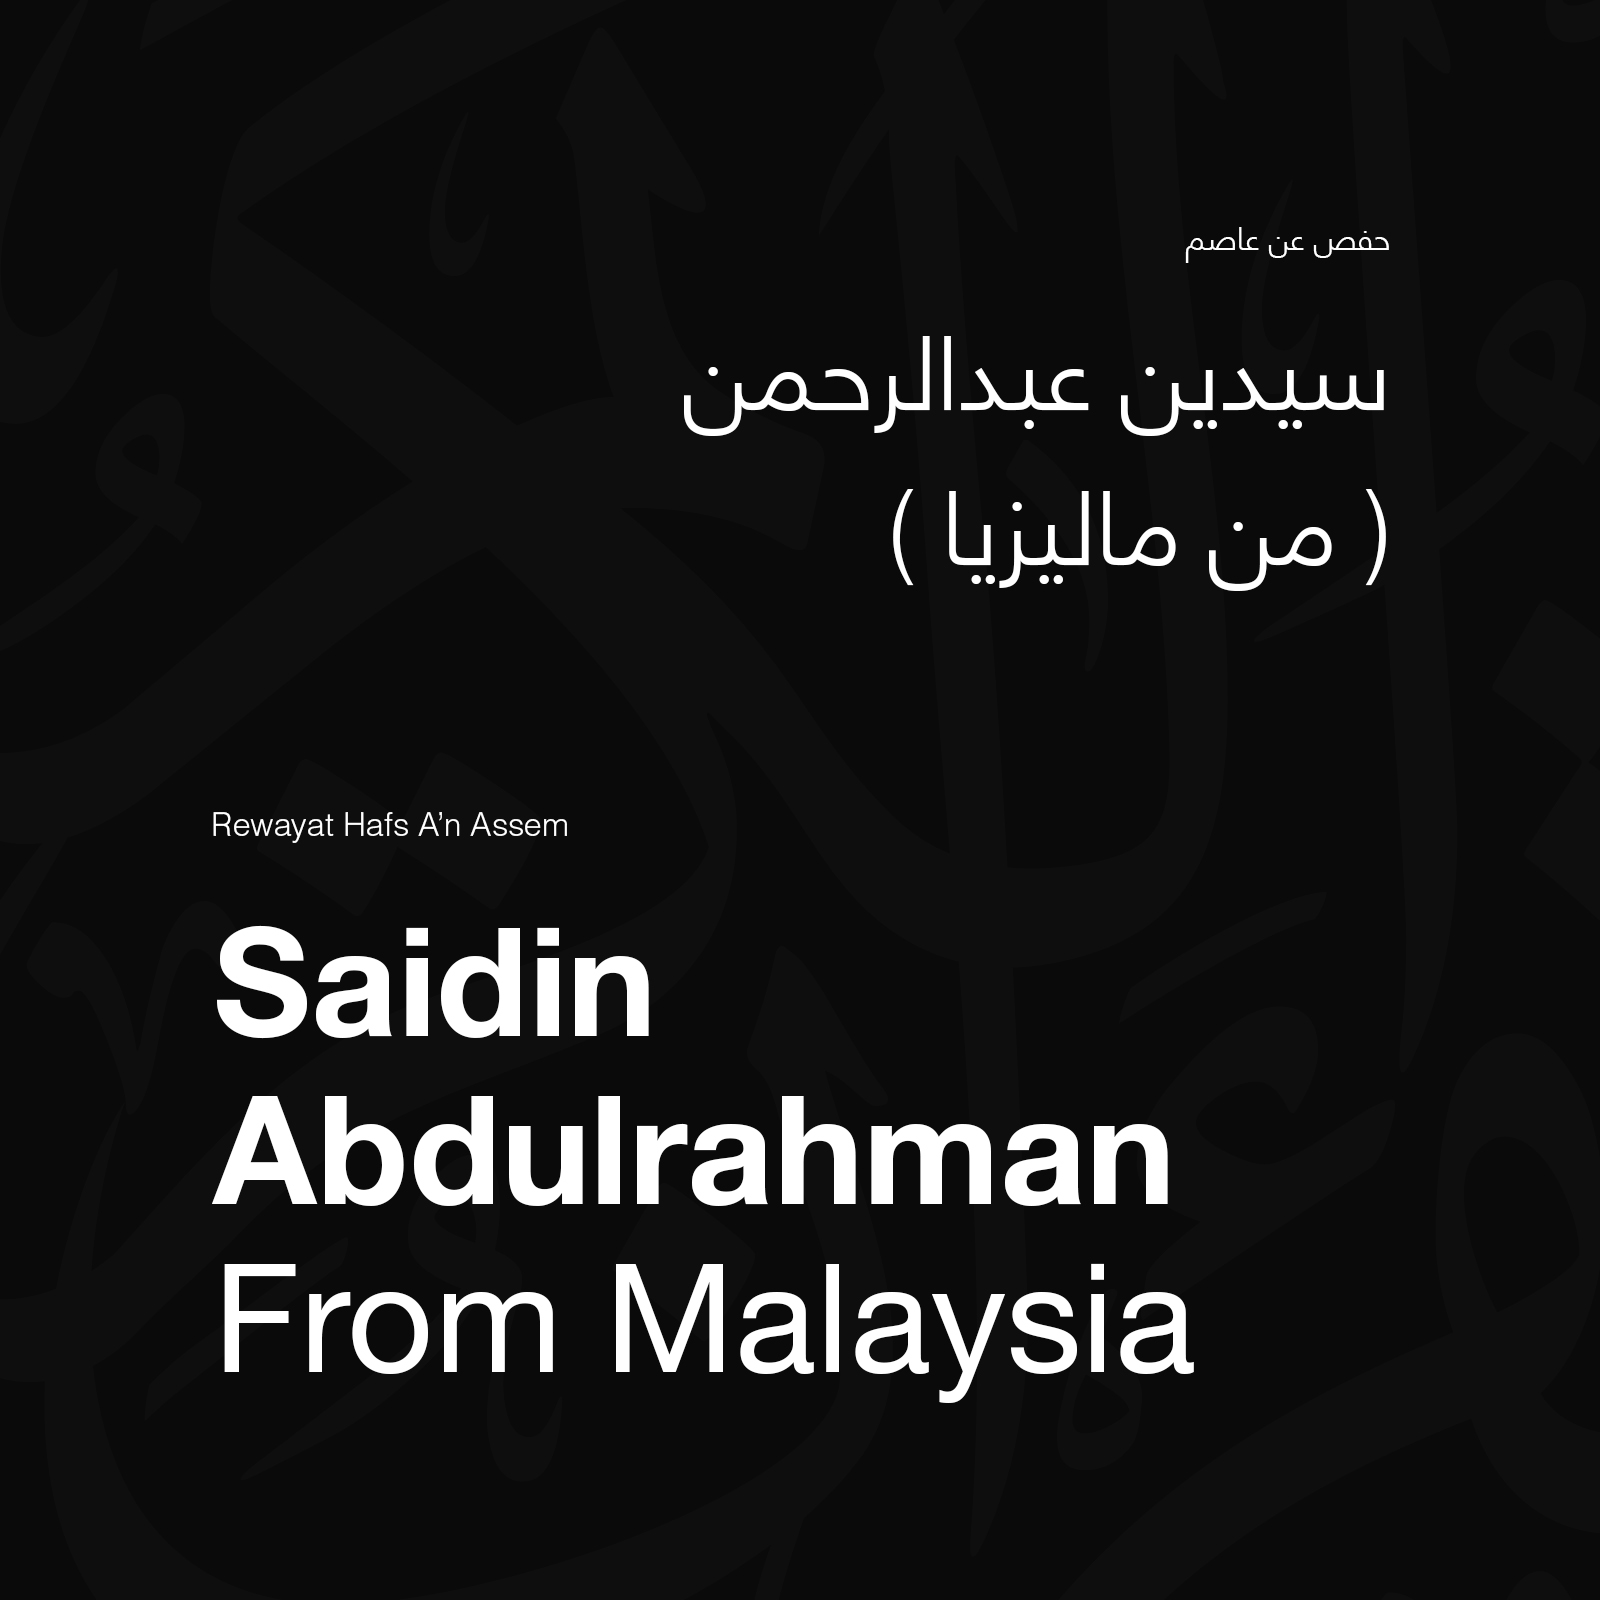 حفص عن عاصم
سيدين عبدالرحمن
( من ماليزيا )
Rewayat Hafs A’n Assem
Saidin
Abdulrahman
From Malaysia